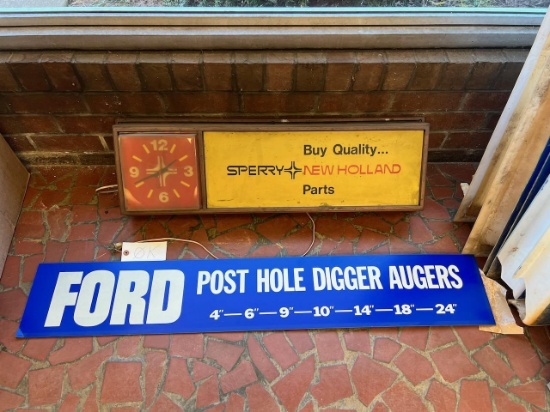 12
9
3
6
Buy Quality...
SPERRY NEW HOLLAND
Parts
FORD
POST HOLE DIGGER AUGERS
4"—6"—9"—10"—14"—18"—24"